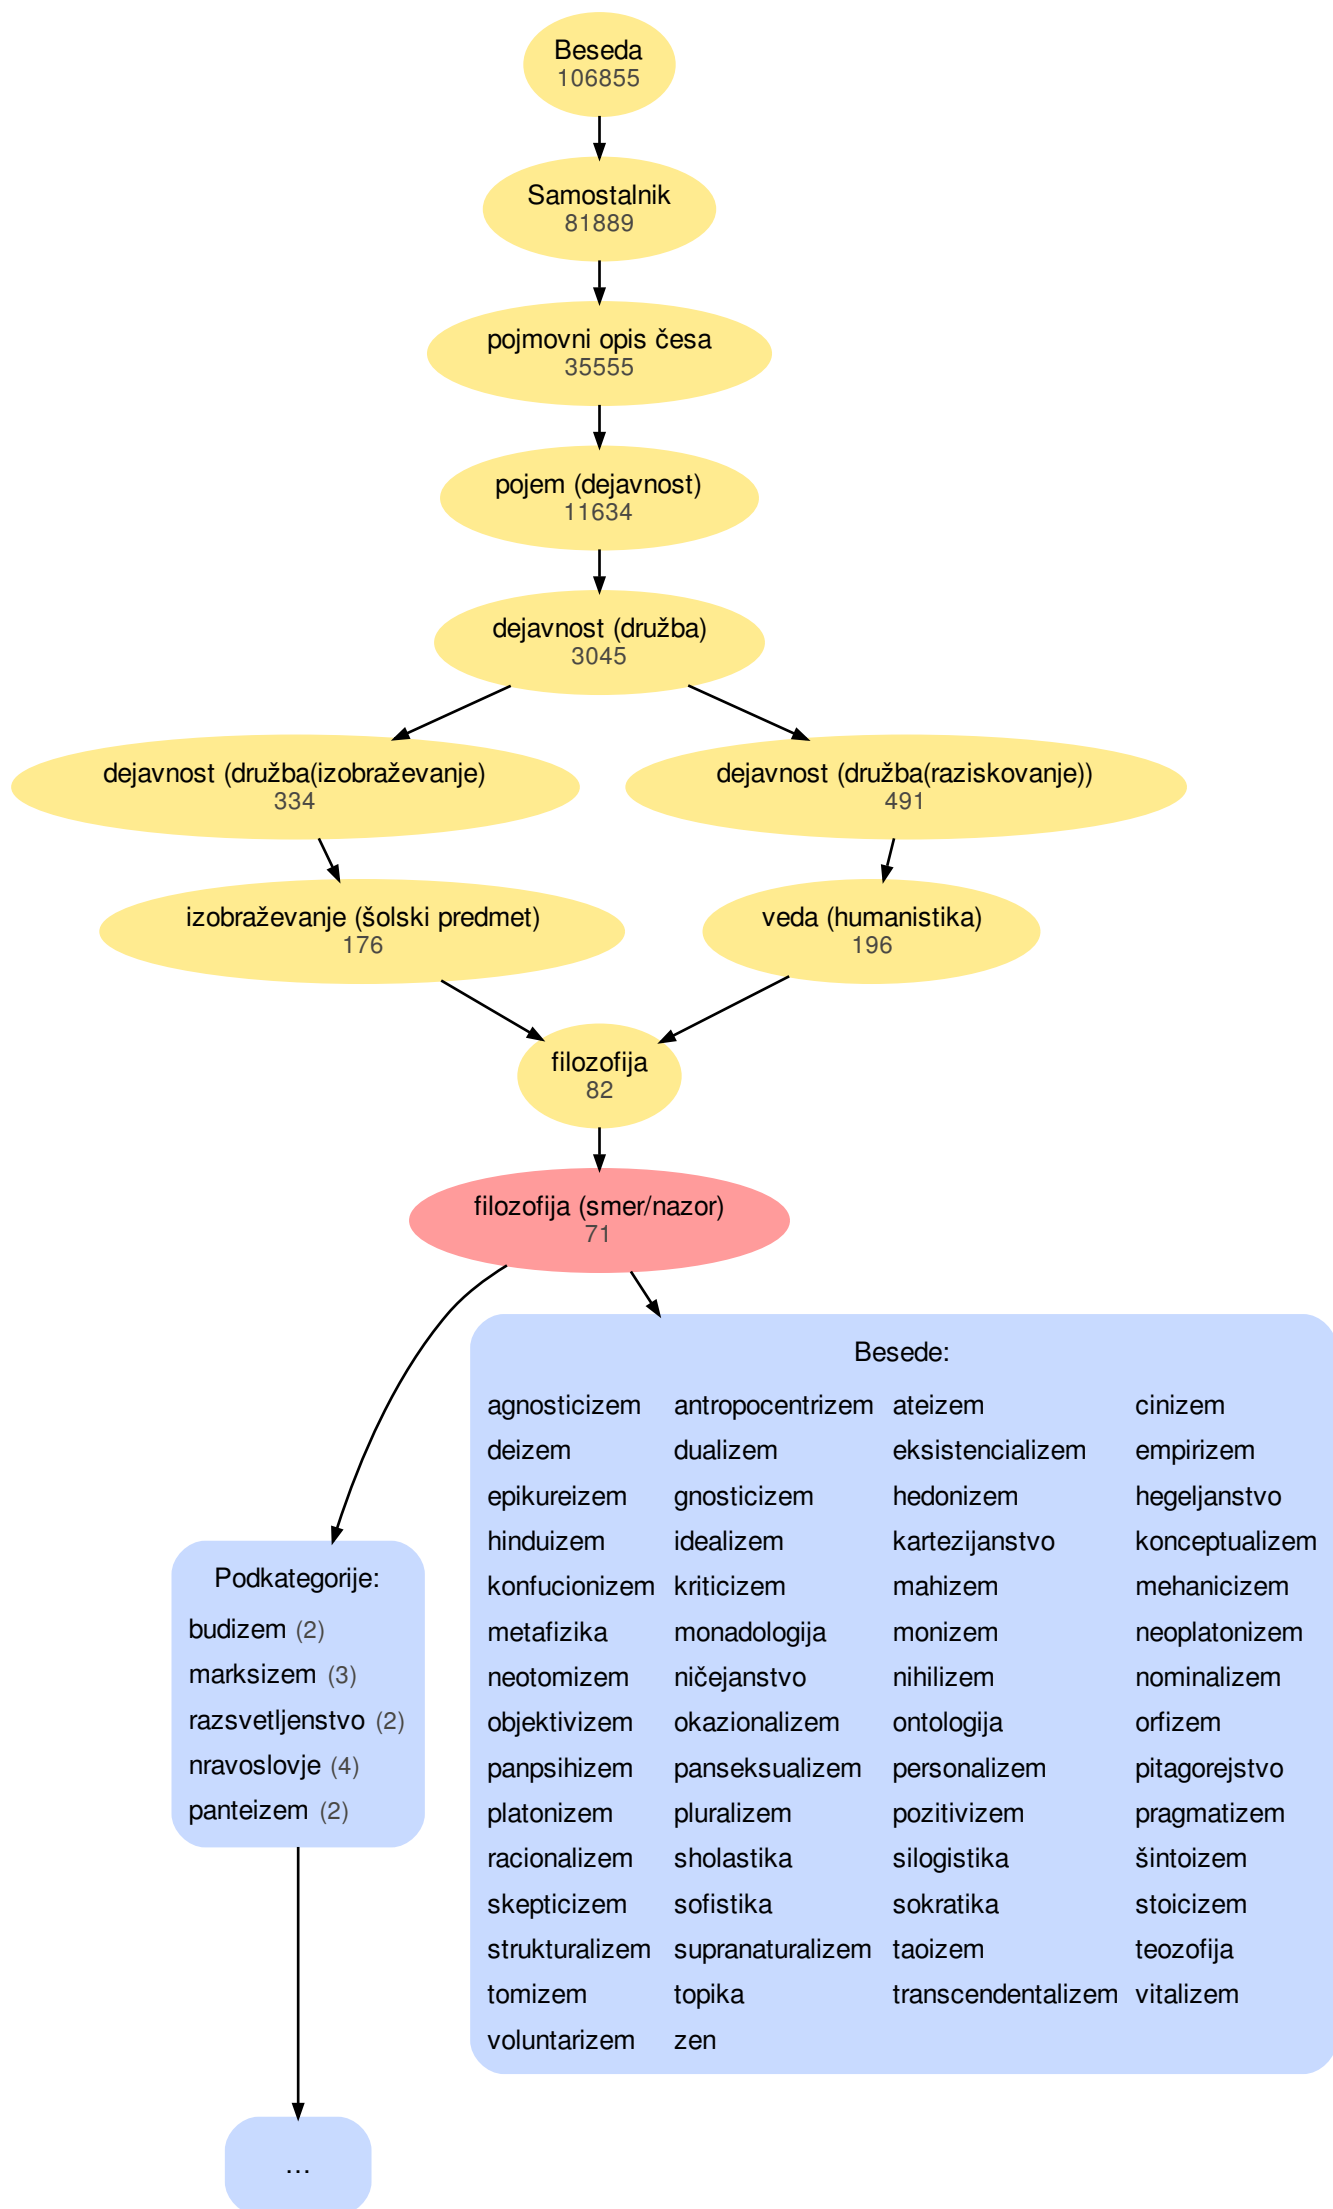 Beseda
106855
Samostalnik
81889
pojmovni opis česa
35555
pojem (dejavnost)
11634
dejavnost (družba)
3045
dejavnost (družba(izobraževanje)
334
dejavnost (družba(raziskovanje))
491
izobraževanje (šolski predmet)
176
veda (humanistika)
196
filozofija
82
filozofija (smer/nazor)
71
Besede:
agnosticizem antropocentrizem ateizem cinizem
deizem dualizem eksistencializem empirizem
epikureizem gnosticizem hedonizem hegeljanstvo
hinduizem idealizem kartezijanstvo konceptualizem
konfucionizem kriticizem mahizem mehanicizem
metafizika monadologija monizem neoplatonizem
neotomizem ničejanstvo nihilizem nominalizem
objektivizem okazionalizem ontologija orfizem
panpsihizem panseksualizem personalizem pitagorejstvo
platonizem pluralizem pozitivizem pragmatizem
racionalizem sholastika silogistika šintoizem
skepticizem sofistika sokratika stoicizem
strukturalizem supranaturalizem taoizem teozofija
tomizem topika transcendentalizem vitalizem
voluntarizem zen
Podkategorije:
budizem (2)
marksizem (3)
razsvetljenstvo (2)
nravoslovje (4)
panteizem (2)
...